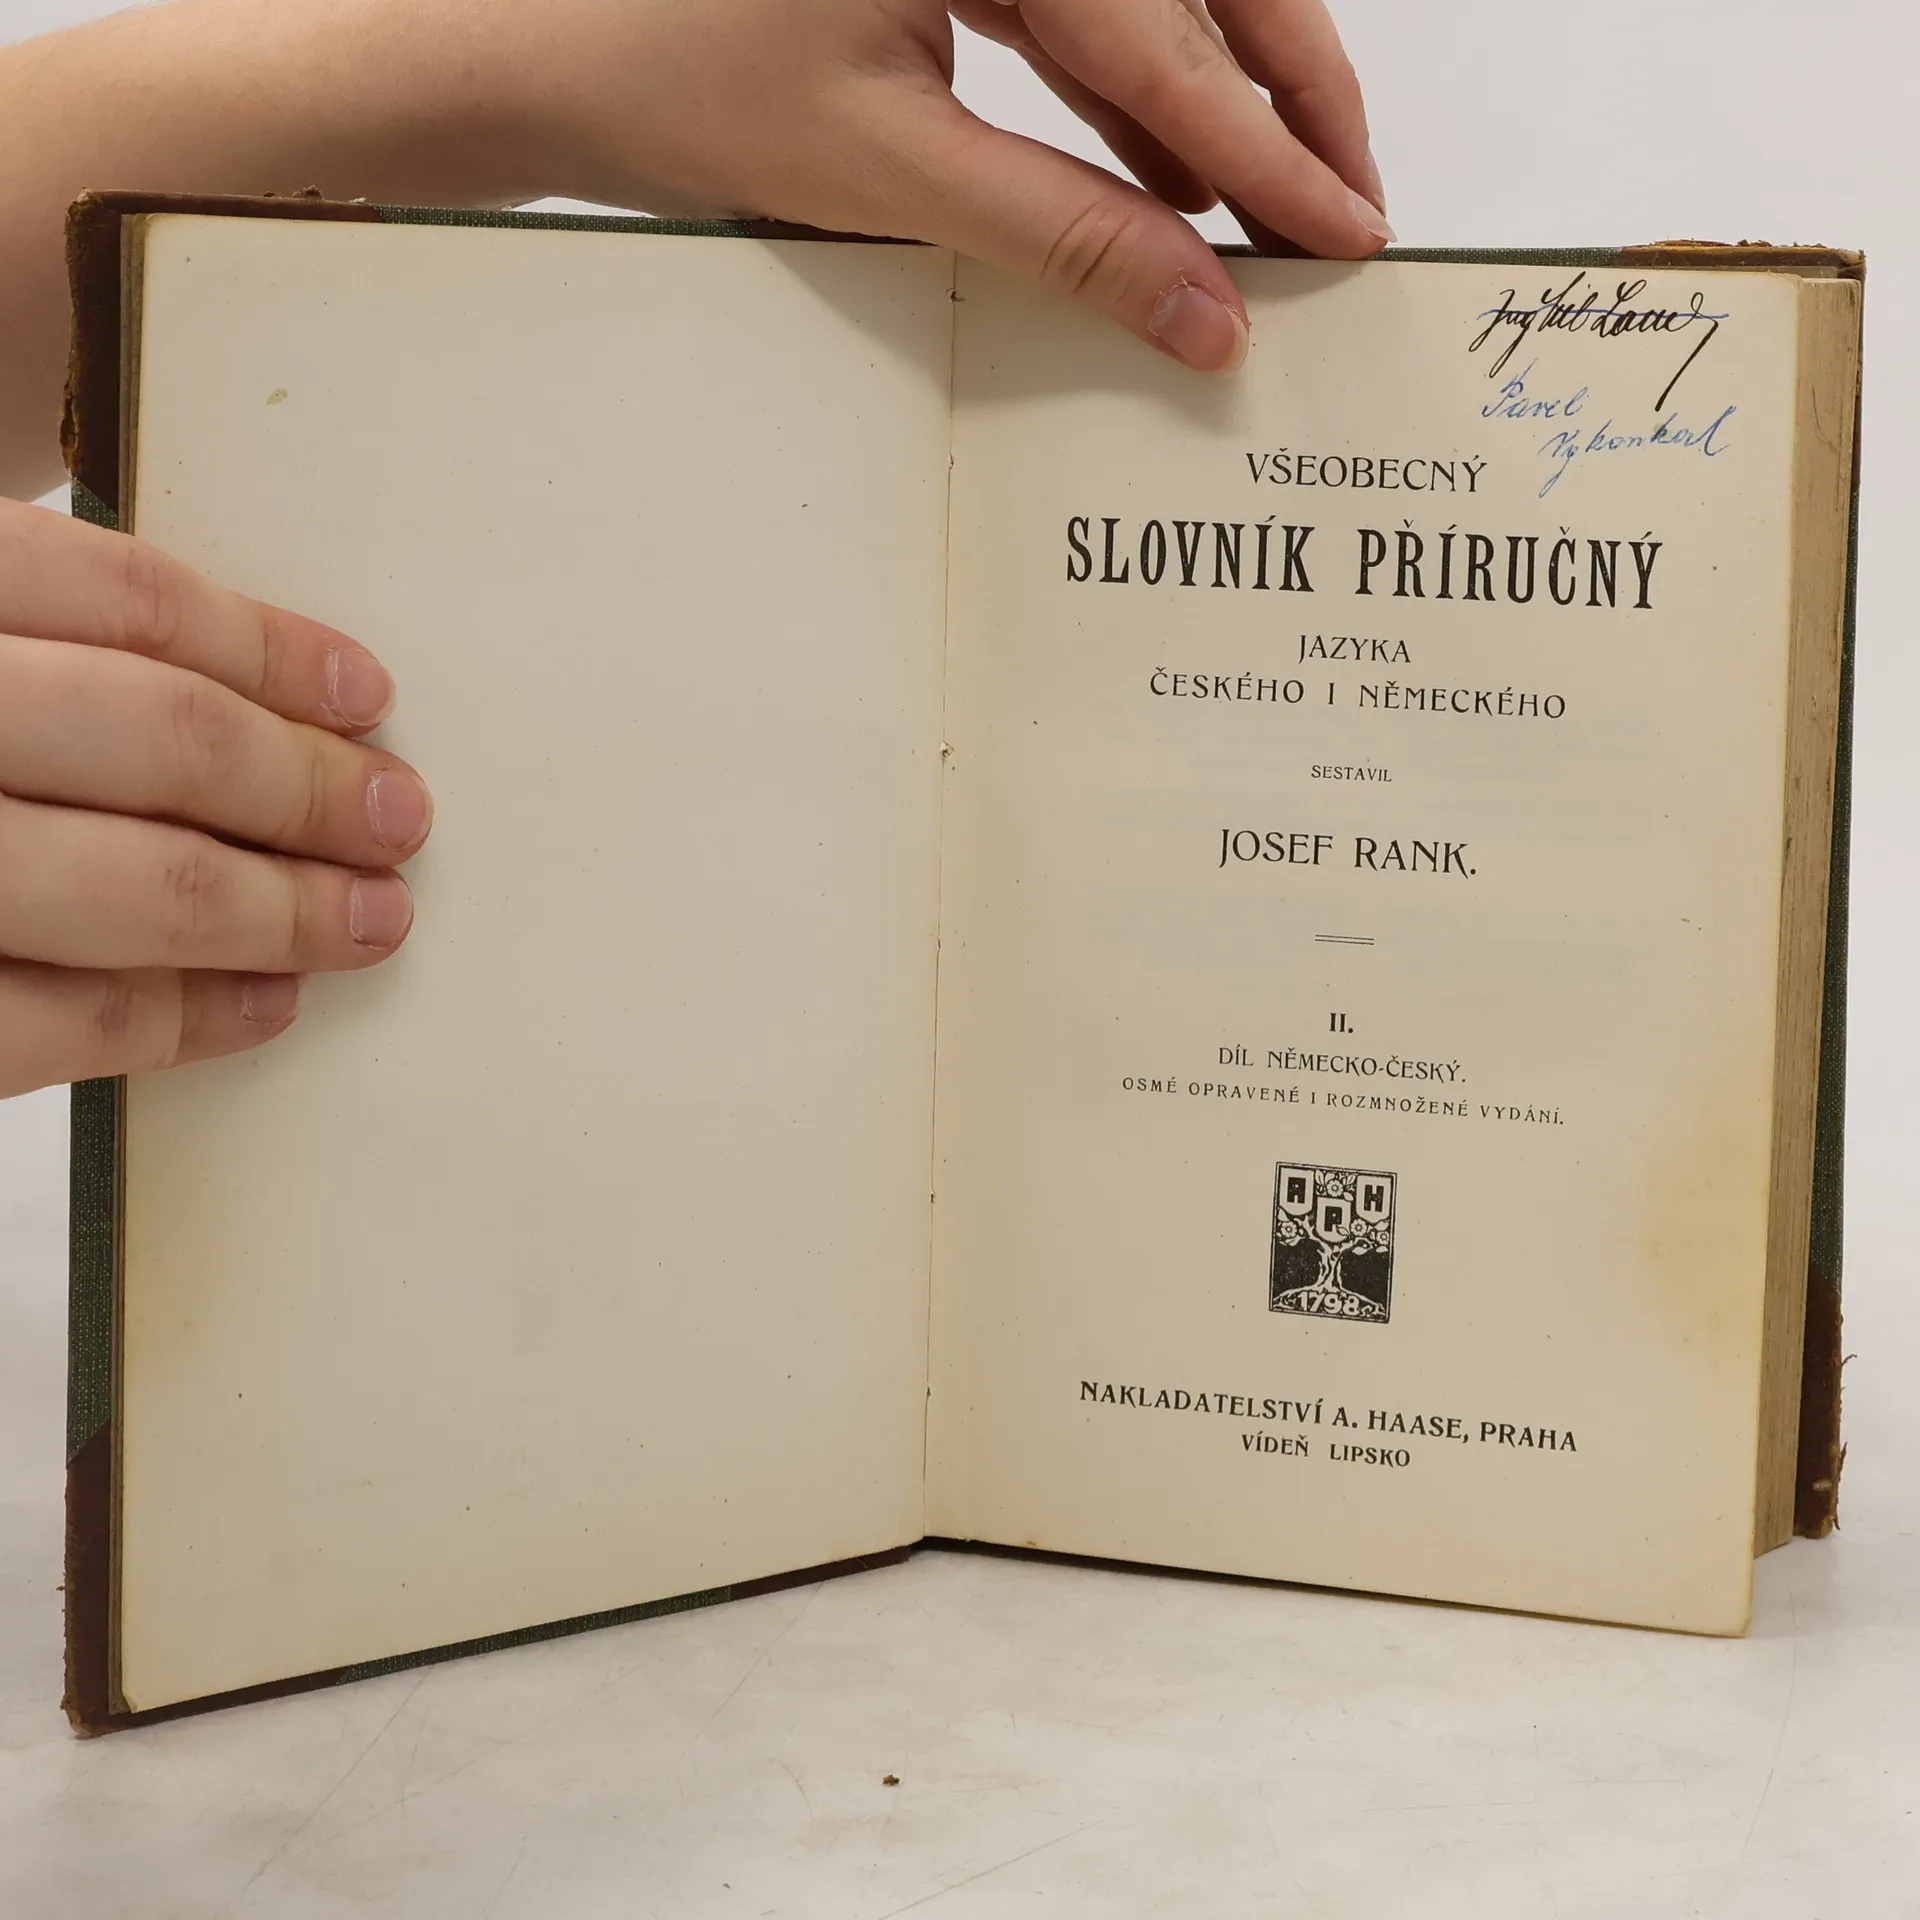 Pavel
Vykonkal
VŠEOBECNÝ
SLOVNÍK PŘÍRUČNÝ
JAZYKA
ČESKÉHO I NĚMECKÉHO
SESTAVIL
JOSEF RANK.
II.
DÍL NĚMECKO-ČESKÝ.
OSMÉ OPRAVENÉ I ROZMNOŽENÉ VYDÁNÍ.
A P H
1798
NAKLADATELSTVÍ A. HAASE, PRAHA
VÍDEŇ LIPSKO